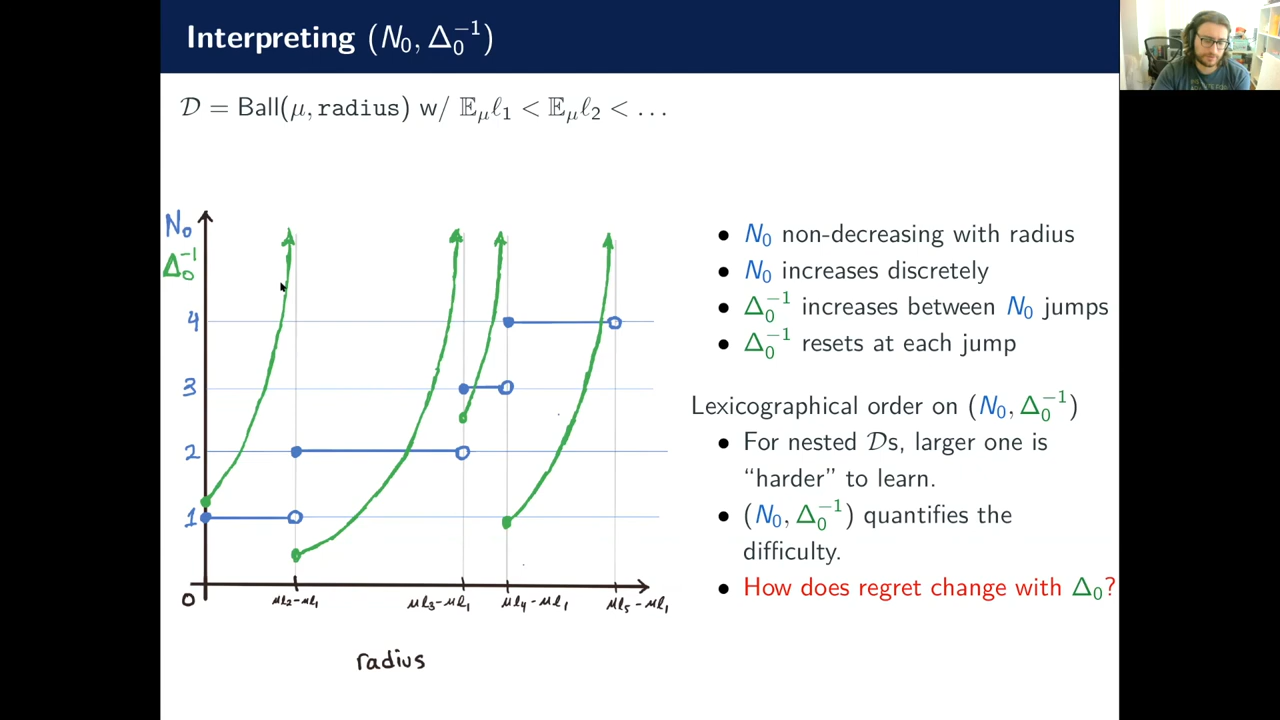 Interpreting (N₀, Δ₀⁻¹)
𝒟 = Ball(μ, radius) w/ 𝔼_μℓ₁ < 𝔼_μℓ₂ < …
N₀
Δ₀⁻¹
4
3
2
1
0
μℓ₂-μℓ₁
μℓ₃-μℓ₁
μℓ₄-μℓ₁
μℓ₅-μℓ₁
radius
• N₀ non-decreasing with radius
• N₀ increases discretely
• Δ₀⁻¹ increases between N₀ jumps
• Δ₀⁻¹ resets at each jump
Lexicographical order on (N₀, Δ₀⁻¹)
• For nested 𝒟s, larger one is
“harder” to learn.
• (N₀, Δ₀⁻¹) quantifies the
difficulty.
• How does regret change with Δ₀?